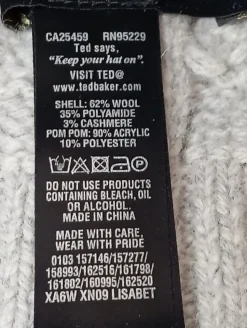 CA25459 RN95229
Ted says,
"Keep your hat on".
VISIT TED@
www.tedbaker.com
SHELL: 62% WOOL
35% POLYAMIDE
3% CASHMERE
POM POM: 90% ACRYLIC
10% POLYESTER
DO NOT USE PRODUCTS
CONTAINING BLEACH, OIL
OR ALCOHOL.
MADE IN CHINA
MADE WITH CARE,
WEAR WITH PRIDE
0103 157146/157277/
158993/162516/161798/
161802/160995/162520
XA6W XN09 LISABET